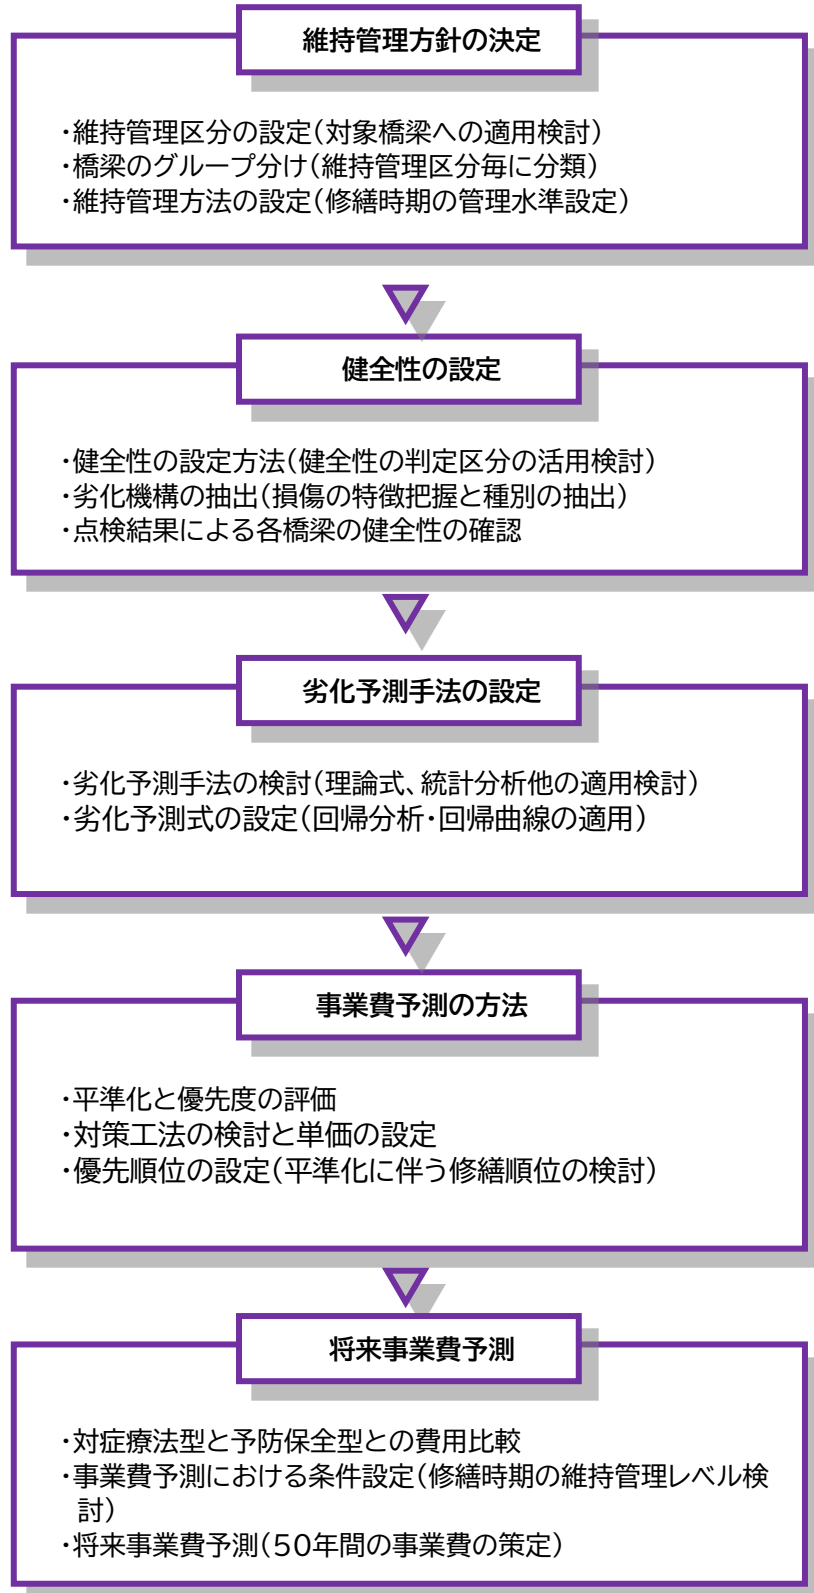 維持管理方針の決定
・維持管理区分の設定(対象橋梁への適用検討)
・橋梁のグループ分け(維持管理区分毎に分類)
・維持管理方法の設定(修繕時期の管理水準設定)
健全性の設定
・健全性の設定方法(健全性の判定区分の活用検討)
・劣化機構の抽出(損傷の特徴把握と種別の抽出)
・点検結果による各橋梁の健全性の確認
劣化予測手法の設定
・劣化予測手法の検討(理論式、統計分析他の適用検討)
・劣化予測式の設定(回帰分析・回帰曲線の適用)
事業費予測の方法
・平準化と優先度の評価
・対策工法の検討と単価の設定
・優先順位の設定(平準化に伴う修繕順位の検討)
将来事業費予測
・対症療法型と予防保全型との費用比較
・事業費予測における条件設定(修繕時期の維持管理レベル検
討)
・将来事業費予測(50年間の事業費の策定)